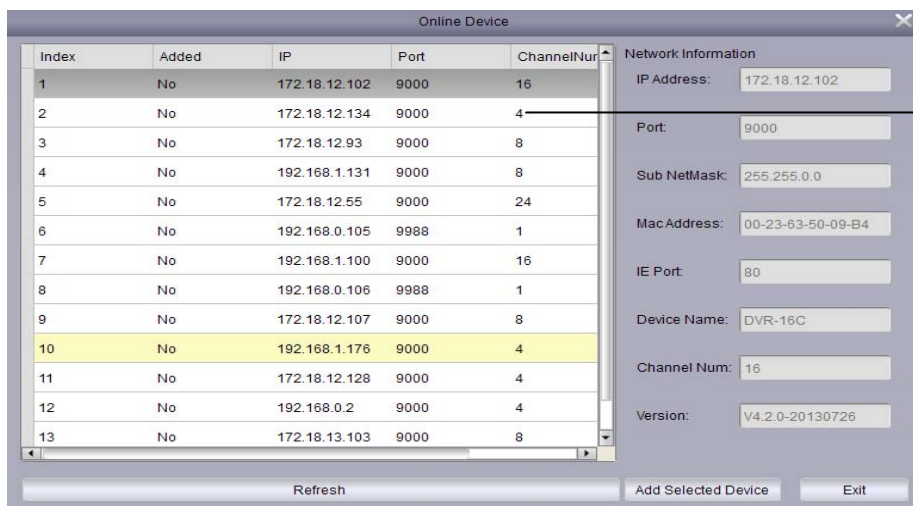 Online Device
Index Added IP Port ChannelNur
1 No 172.18.12.102 9000 16
2 No 172.18.12.134 9000 4
3 No 172.18.12.93 9000 8
4 No 192.168.1.131 9000 8
5 No 172.18.12.55 9000 24
6 No 192.168.0.105 9988 1
7 No 192.168.1.100 9000 16
8 No 192.168.0.106 9988 1
9 No 172.18.12.107 9000 8
10 No 192.168.1.176 9000 4
11 No 172.18.12.128 9000 4
12 No 192.168.0.2 9000 4
13 No 172.18.13.103 9000 8
Network Information
IP Address: 172.18.12.102
Port: 9000
Sub NetMask: 255.255.0.0
MacAddress: 00-23-63-50-09-B4
IE Port: 80
Device Name: DVR-16C
Channel Num: 16
Version: V4.2.0-20130726
Refresh Add Selected Device Exit